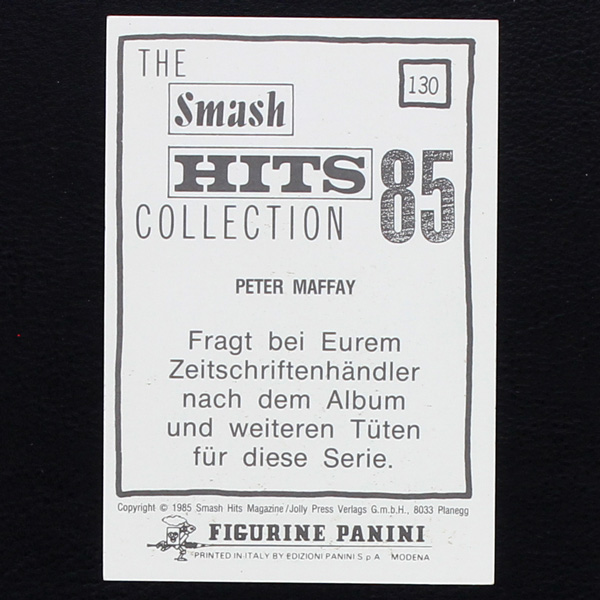 THE
130
Smash
HITS
85
COLLECTION
PETER MAFFAY
Fragt bei Eurem
Zeitschriftenhändler
nach dem Album
und weiteren Tüten
für diese Serie.
Copyright © 1985 Smash Hits Magazine/Jolly Press Verlags G.m.b.H., 8033 Planegg
FIGURINE PANINI
PRINTED IN ITALY BY EDIZIONI PANINI S.p.A. MODENA